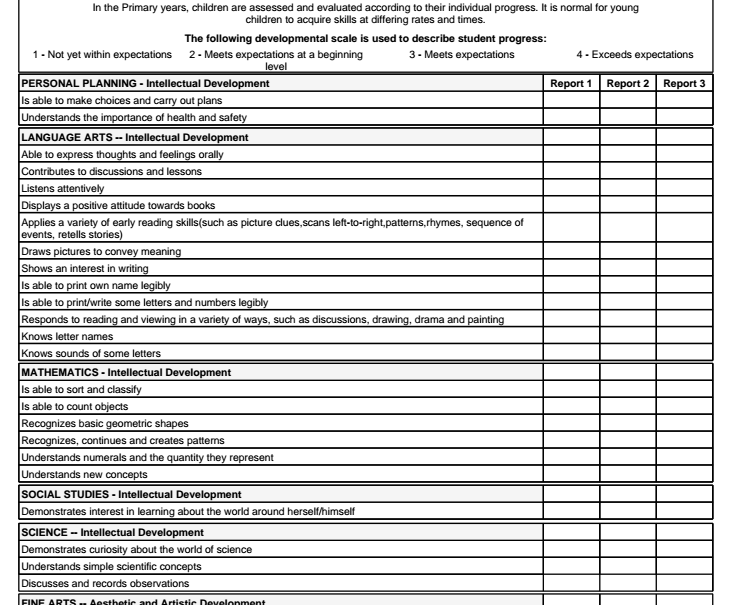 In the Primary years, children are assessed and evaluated according to their individual progress. It is normal for young
children to acquire skills at differing rates and times.
The following developmental scale is used to describe student progress:
1 - Not yet within expectations 2 - Meets expectations at a beginning 3 - Meets expectations 4 - Exceeds expectations
level
PERSONAL PLANNING - Intellectual Development Report 1 Report 2 Report 3
Is able to make choices and carry out plans
Understands the importance of health and safety
LANGUAGE ARTS -- Intellectual Development
Able to express thoughts and feelings orally
Contributes to discussions and lessons
Listens attentively
Displays a positive attitude towards books
Applies a variety of early reading skills(such as picture clues,scans left-to-right,patterns,rhymes, sequence of
events, retells stories)
Draws pictures to convey meaning
Shows an interest in writing
Is able to print own name legibly
Is able to print/write some letters and numbers legibly
Responds to reading and viewing in a variety of ways, such as discussions, drawing, drama and painting
Knows letter names
Knows sounds of some letters
MATHEMATICS - Intellectual Development
Is able to sort and classify
Is able to count objects
Recognizes basic geometric shapes
Recognizes, continues and creates patterns
Understands numerals and the quantity they represent
Understands new concepts
SOCIAL STUDIES - Intellectual Development
Demonstrates interest in learning about the world around herself/himself
SCIENCE -- Intellectual Development
Demonstrates curiosity about the world of science
Understands simple scientific concepts
Discusses and records observations
FINE ARTS -- Aesthetic and Artistic Development